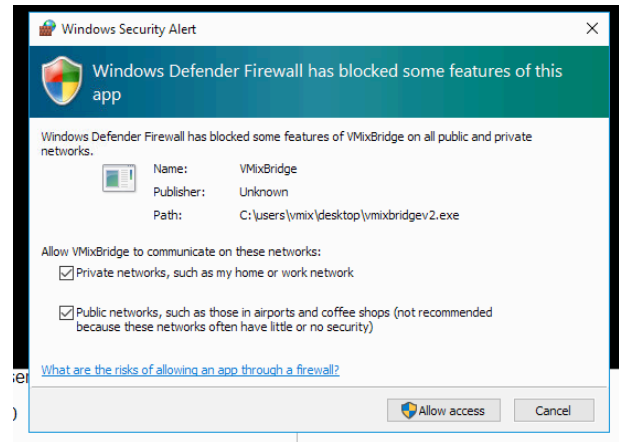 Windows Security Alert
Windows Defender Firewall has blocked some features of this
app
Windows Defender Firewall has blocked some features of VMixBridge on all public and private
networks.
Name: VMixBridge
Publisher: Unknown
Path: C:\users\vmix\desktop\vmixbridgev2.exe
Allow VMixBridge to communicate on these networks:
Private networks, such as my home or work network
Public networks, such as those in airports and coffee shops (not recommended
because these networks often have little or no security)
What are the risks of allowing an app through a firewall?
Allow access Cancel